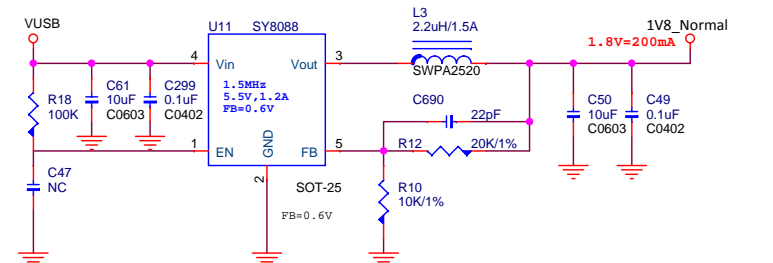 VUSB
U11 SY8088
L3
2.2uH/1.5A
1V8_Normal
1.8V=200mA
4
Vin
Vout
3
SWPA2520
R18
100K
C61
10uF
C0603
C299
0.1uF
C0402
1.5MHz
5.5V,1.2A
FB=0.6V
C690
22pF
C50
10uF
C0603
C49
0.1uF
C0402
1
EN
GND
FB
5
R12
20K/1%
C47
NC
2
SOT-25
R10
10K/1%
FB=0.6V